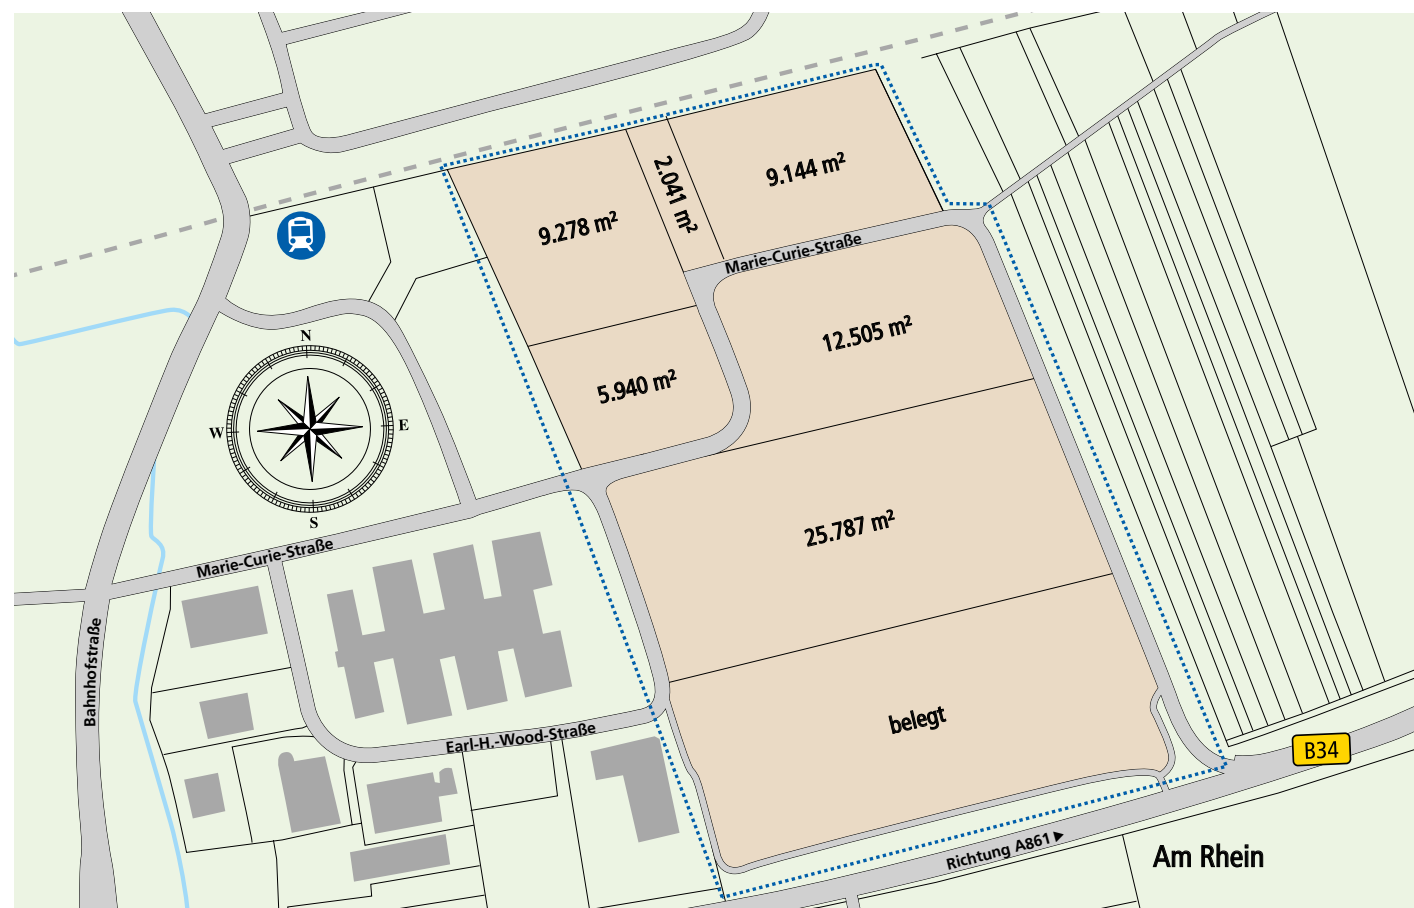 9.144 m²
2.041 m²
9.278 m²
Marie-Curie-Straße
12.505 m²
N
5.940 m²
W
E
S
25.787 m²
Marie-Curie-Straße
Bahnhofstraße
belegt
Earl-H.-Wood-Straße
B34
Richtung A861
Am Rhein